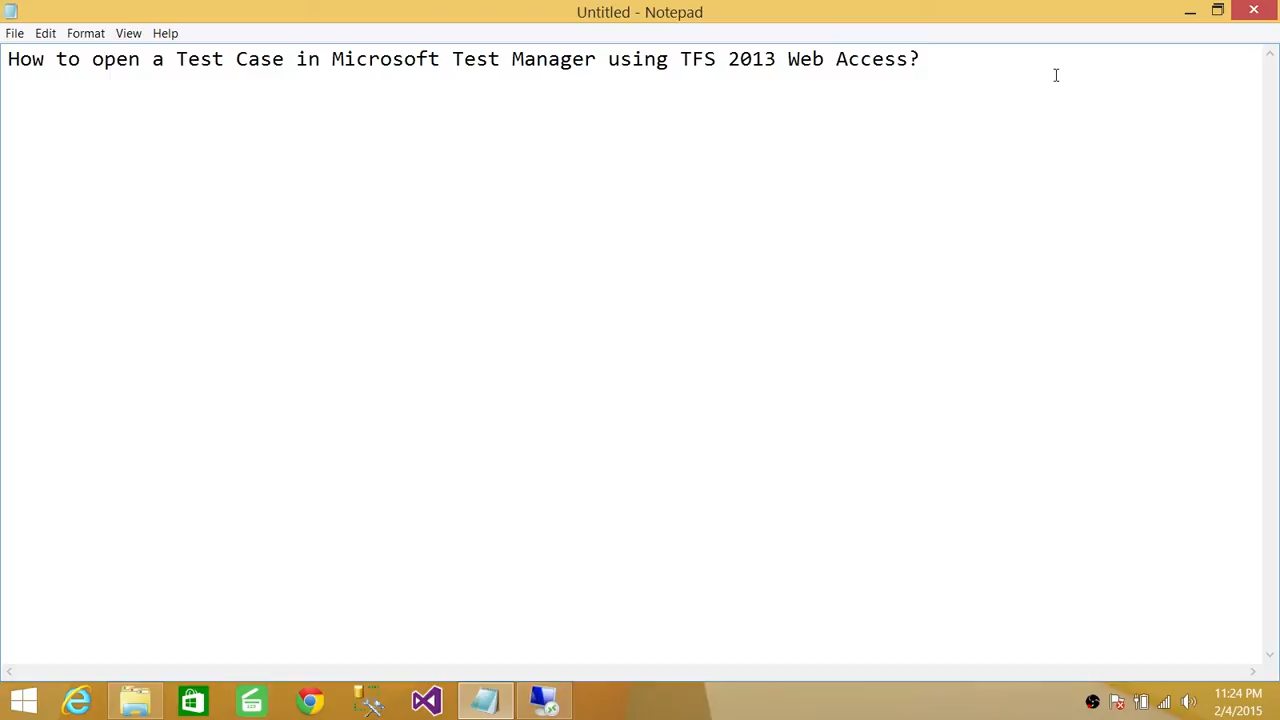 Untitled - Notepad
File Edit Format View Help
How to open a Test Case in Microsoft Test Manager using TFS 2013 Web Access?
11:24 PM
2/4/2015